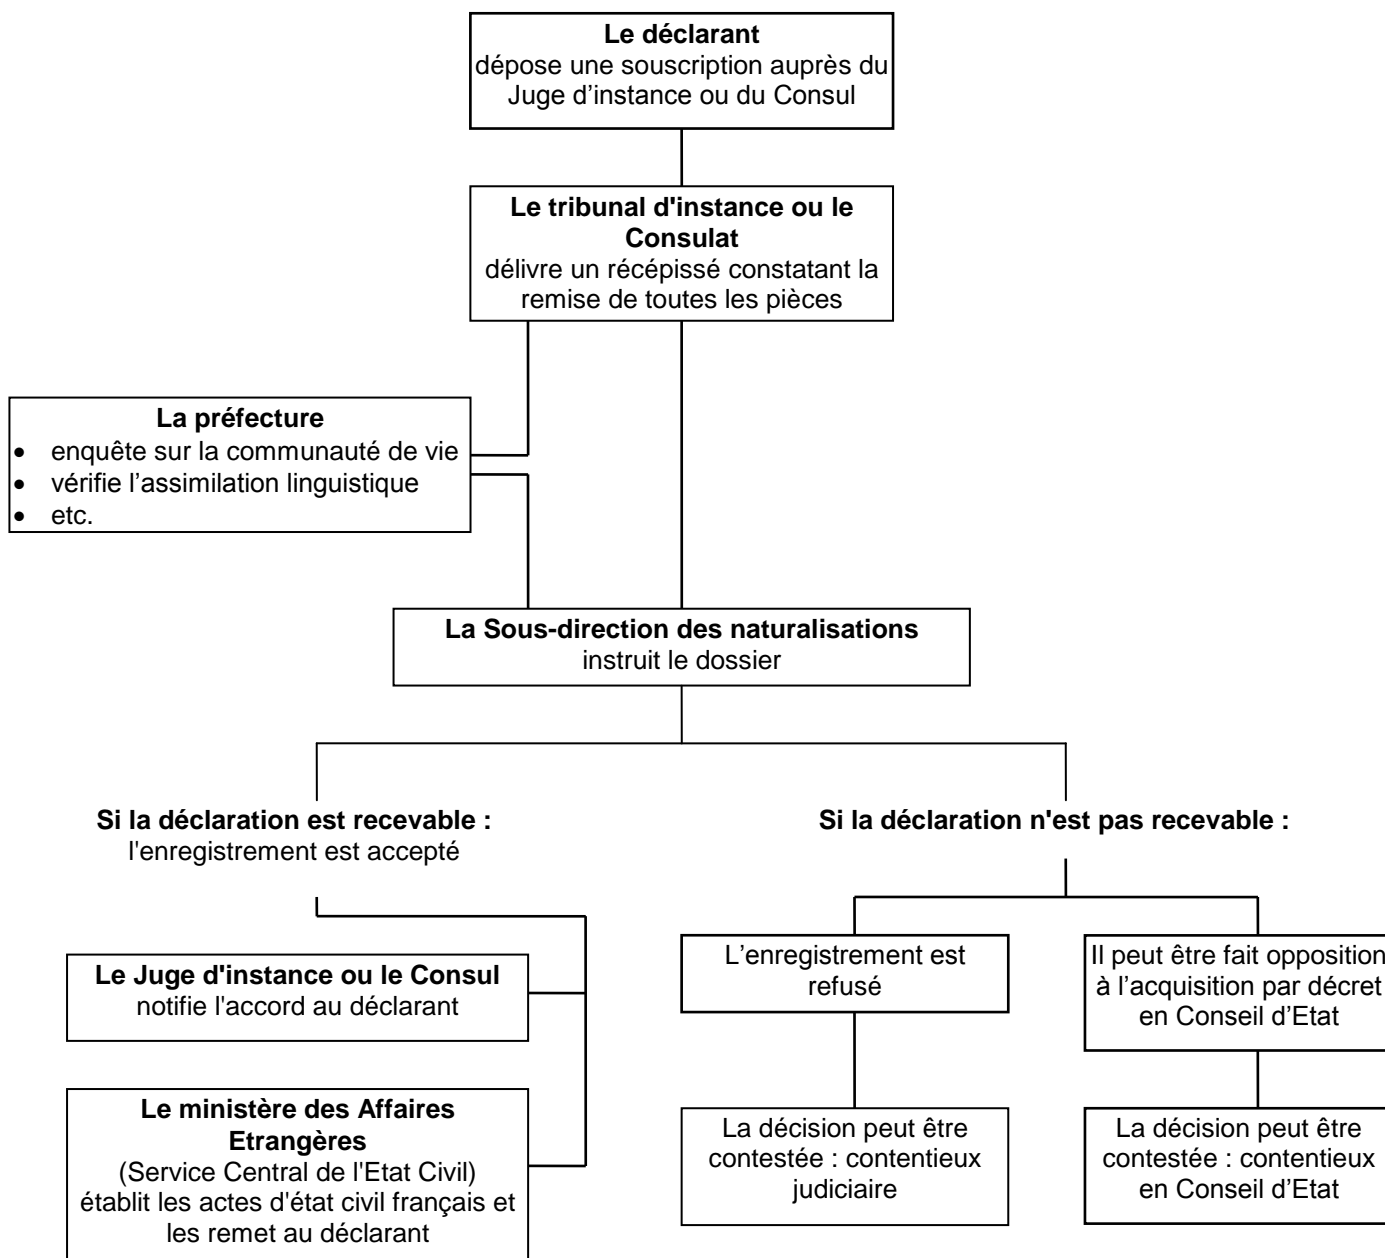 Le déclarant
dépose une souscription auprès du
Juge d’instance ou du Consul
Le tribunal d'instance ou le
Consulat
délivre un récépissé constatant la
remise de toutes les pièces
La préfecture
• enquête sur la communauté de vie
• vérifie l’assimilation linguistique
• etc.
La Sous-direction des naturalisations
instruit le dossier
Si la déclaration est recevable :
l'enregistrement est accepté
Si la déclaration n'est pas recevable :
Le Juge d'instance ou le Consul
notifie l'accord au déclarant
Le ministère des Affaires
Etrangères
(Service Central de l'Etat Civil)
établit les actes d'état civil français et
les remet au déclarant
L’enregistrement est
refusé
La décision peut être
contestée : contentieux
judiciaire
Il peut être fait opposition
à l’acquisition par décret
en Conseil d’Etat
La décision peut être
contestée : contentieux
en Conseil d’Etat